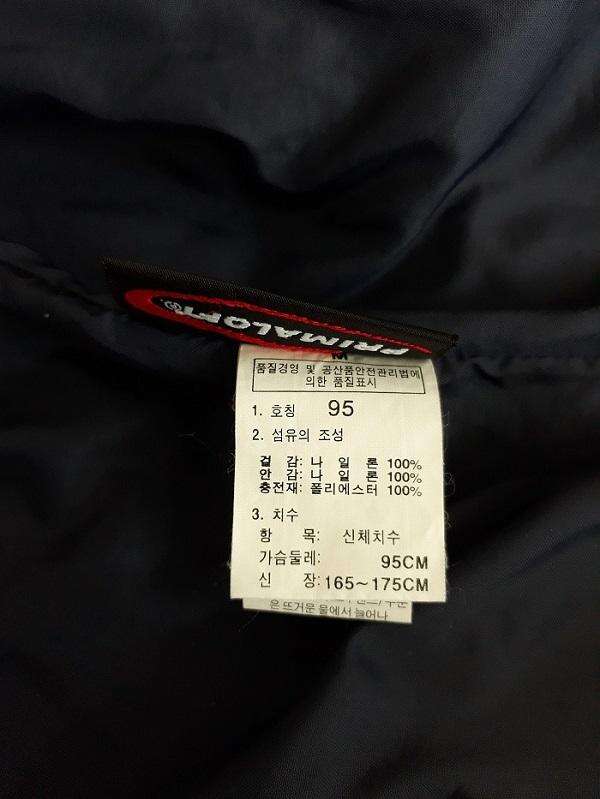 PRIMALOFT®
품질경영 및 공산품안전관리법에
의한 품질표시
1. 호칭 95
2. 섬유의 조성
겉 감: 나 일 론 100%
안 감: 나 일 론 100%
충전재: 폴리에스터 100%
3. 치수
항 목: 신체치수
가슴둘레: 95CM
신 장: 165~175CM
은 뜨거운 물에서 늘어나